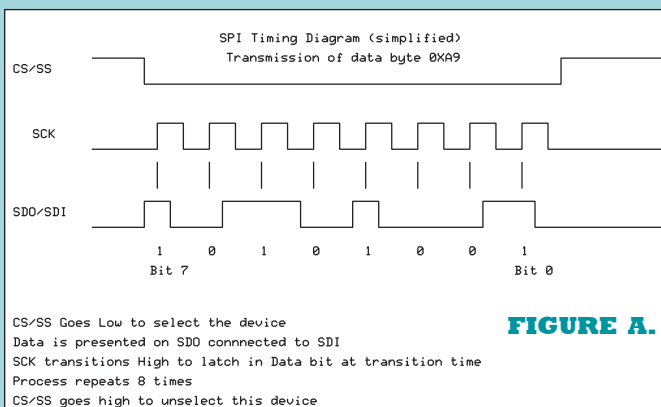 SPI Timing Diagram (simplified)
Transmission of data byte 0XA9
CS/SS
SCK
SDO/SDI
1 0 1 0 1 0 0 1
Bit 7 Bit 0
CS/SS Goes Low to select the device
Data is presented on SDO connnected to SDI
SCK transitions High to latch in Data bit at transition time
Process repeats 8 times
CS/SS goes high to unselect this device
FIGURE A.